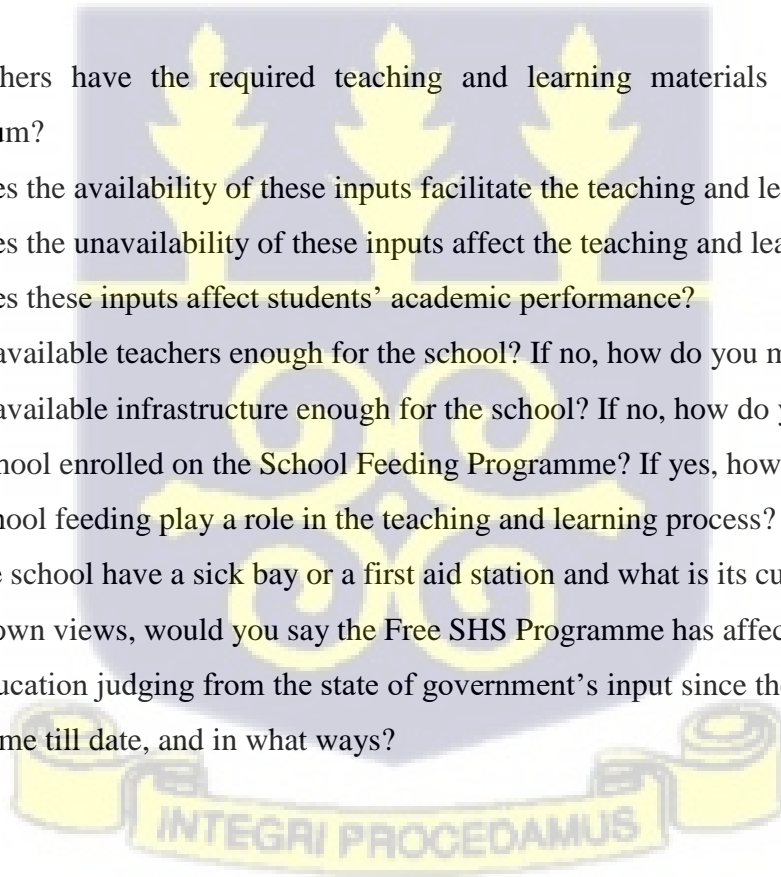 hers have the required teaching and learning materials
um?
es the availability of these inputs facilitate the teaching and lea
es the unavailability of these inputs affect the teaching and lea
es these inputs affect students’ academic performance?
available teachers enough for the school? If no, how do you m
available infrastructure enough for the school? If no, how do y
hool enrolled on the School Feeding Programme? If yes, how
hool feeding play a role in the teaching and learning process?
e school have a sick bay or a first aid station and what is its cu
own views, would you say the Free SHS Programme has affec
ucation judging from the state of government’s input since the
me till date, and in what ways?
INTEGRI PROCEDAMUS